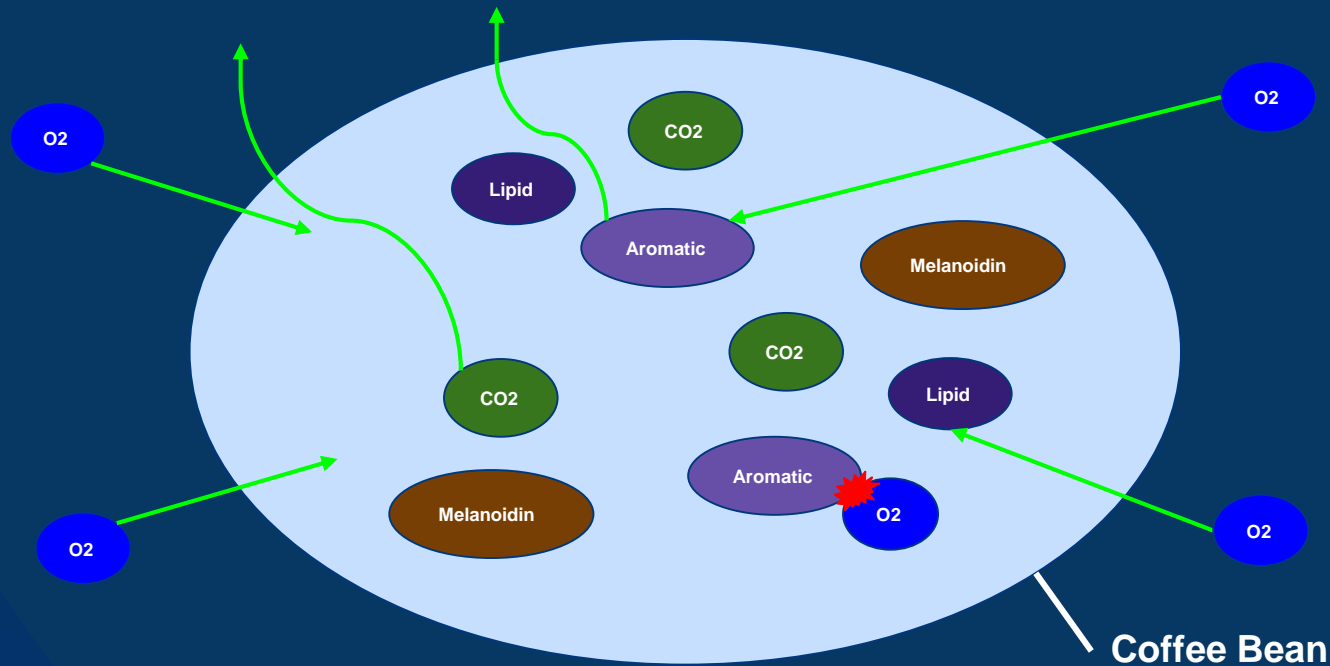 O2
CO2
O2
Lipid
Aromatic
Melanoidin
CO2
CO2
Lipid
Aromatic
Melanoidin
O2
O2
O2
Coffee Bean